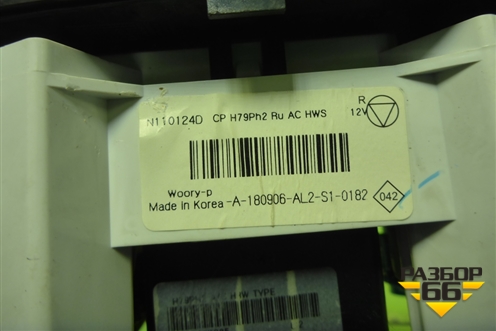 N110124D CP H79Ph2 Ru AC HWS
R
12V
Woory-p
Made in Korea -A-180906-AL2-S1-0182
042
РАЗБОР
66